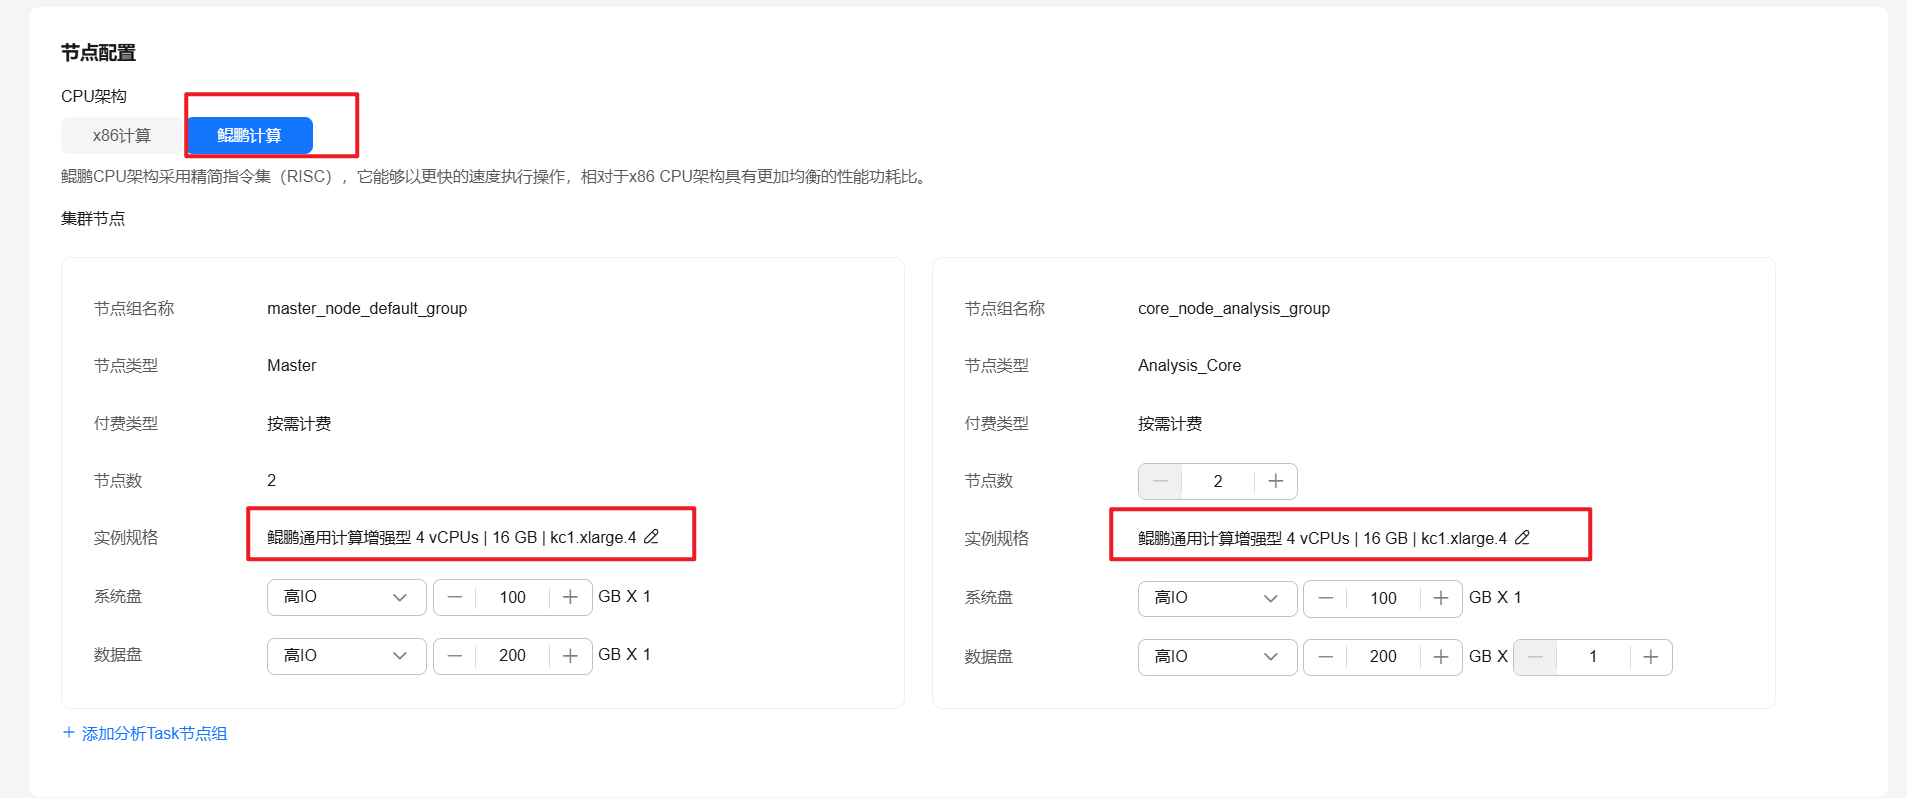 节点配置
CPU架构
x86计算 鲲鹏计算
鲲鹏CPU架构采用精简指令集（RISC），它能够以更快的速度执行操作，相对于x86 CPU架构具有更加均衡的性能功耗比。
集群节点
节点组名称 master_node_default_group
节点类型 Master
付费类型 按需计费
节点数 2
实例规格 鲲鹏通用计算增强型 4 vCPUs | 16 GB | kc1.xlarge.4
系统盘 高IO 100 GB X 1
数据盘 高IO 200 GB X 1
节点组名称 core_node_analysis_group
节点类型 Analysis_Core
付费类型 按需计费
节点数 2
实例规格 鲲鹏通用计算增强型 4 vCPUs | 16 GB | kc1.xlarge.4
系统盘 高IO 100 GB X 1
数据盘 高IO 200 GB X 1
+ 添加分析Task节点组